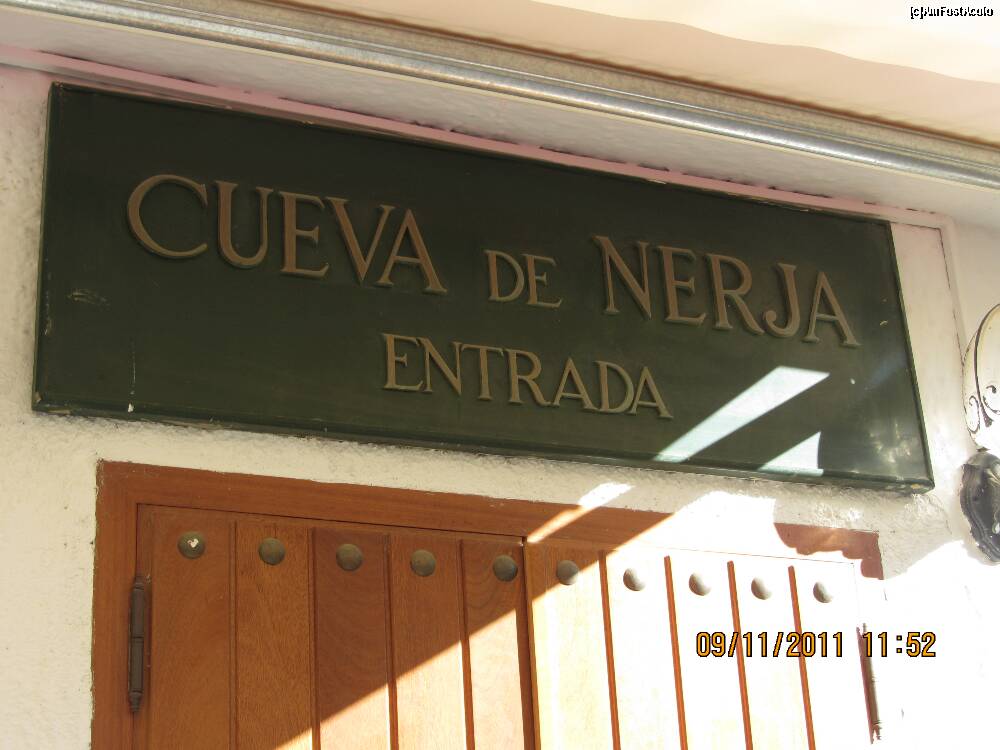 CUEVA DE NERJA
ENTRADA
09/11/2011 11:52